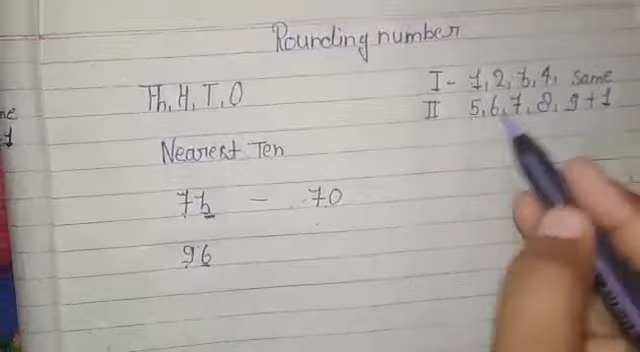 Rounding number
Th, H, T, O
I - 1, 2, 3, 4, same
II 5, 6, 7, 8, 9 + 1
Nearest Ten
73 - 70
96
1